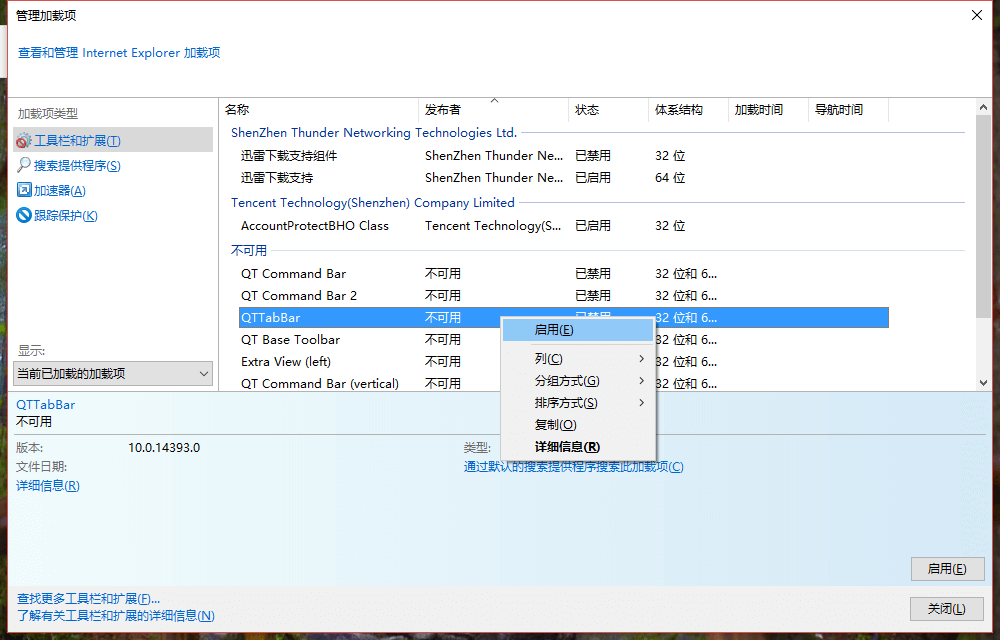 管理加载项
查看和管理 Internet Explorer 加载项
加载项类型
工具栏和扩展(T)
搜索提供程序(S)
加速器(A)
跟踪保护(K)
显示:
当前已加载的加载项
名称 发布者 状态 体系结构 加载时间 导航时间
ShenZhen Thunder Networking Technologies Ltd.
迅雷下载支持组件 ShenZhen Thunder Ne... 已禁用 32 位
迅雷下载支持 ShenZhen Thunder Ne... 已启用 64 位
Tencent Technology(Shenzhen) Company Limited
AccountProtectBHO Class Tencent Technology(S... 已启用 32 位
不可用
QT Command Bar 不可用 已禁用 32 位和 6...
QT Command Bar 2 不可用 已禁用 32 位和 6...
QTTabBar 不可用 已禁用 32 位和 6...
QT Base Toolbar 不可用 32 位和 6...
Extra View (left) 不可用 32 位和 6...
QT Command Bar (vertical) 不可用 32 位和 6...
启用(E)
列(C)
分组方式(G)
排序方式(S)
复制(O)
详细信息(R)
QTTabBar
不可用
版本: 10.0.14393.0 类型:
文件日期: 通过默认的搜索提供程序搜索此加载项(C)
详细信息(R)
启用(E)
查找更多工具栏和扩展(F)...
了解有关工具栏和扩展的详细信息(N)
关闭(L)